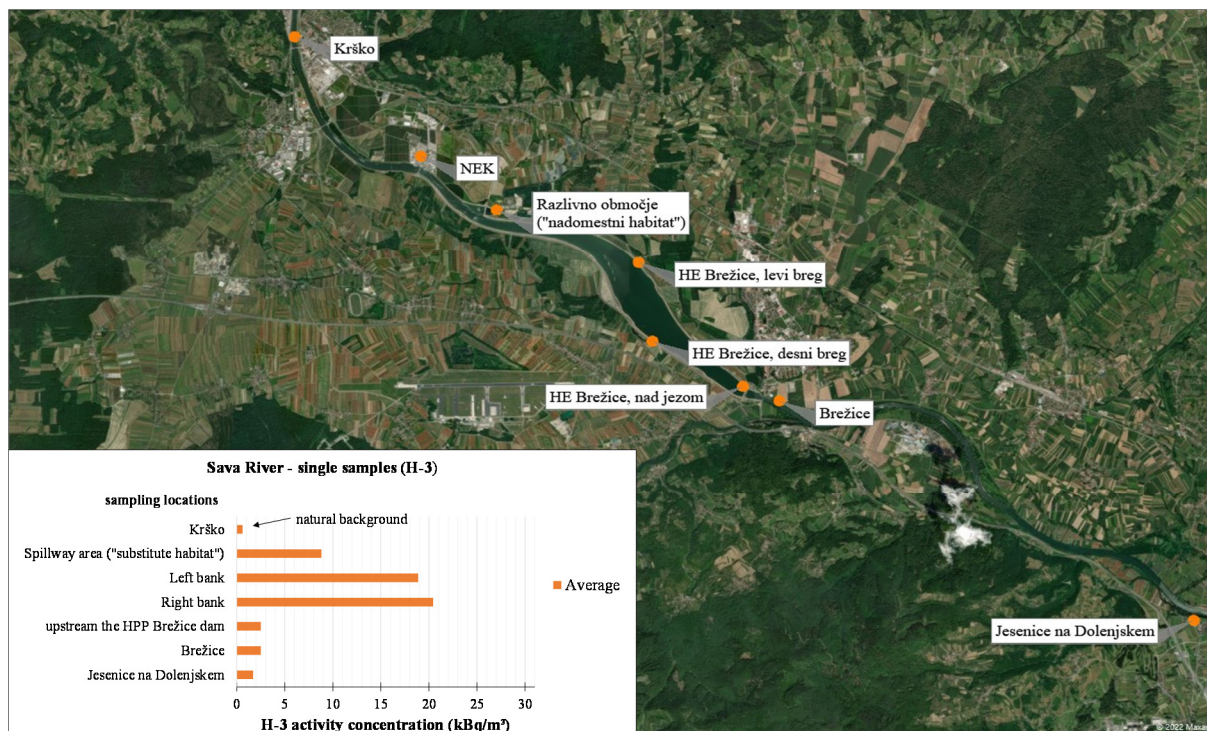 Krško
NEK
Razlivno območje
("nadomestni habitat")
HE Brežice, levi breg
HE Brežice, desni breg
HE Brežice, nad jezom
Brežice
Jesenice na Dolenjskem
Sava River - single samples (H-3)
sampling locations
natural background
Krško
Spillway area ("substitute habitat")
Left bank
Right bank
upstream the HPP Brežice dam
Brežice
Jesenice na Dolenjskem
Average
0 5 10 15 20 25 30
H-3 activity concentration (kBq/m³)
© 2022 Maxar